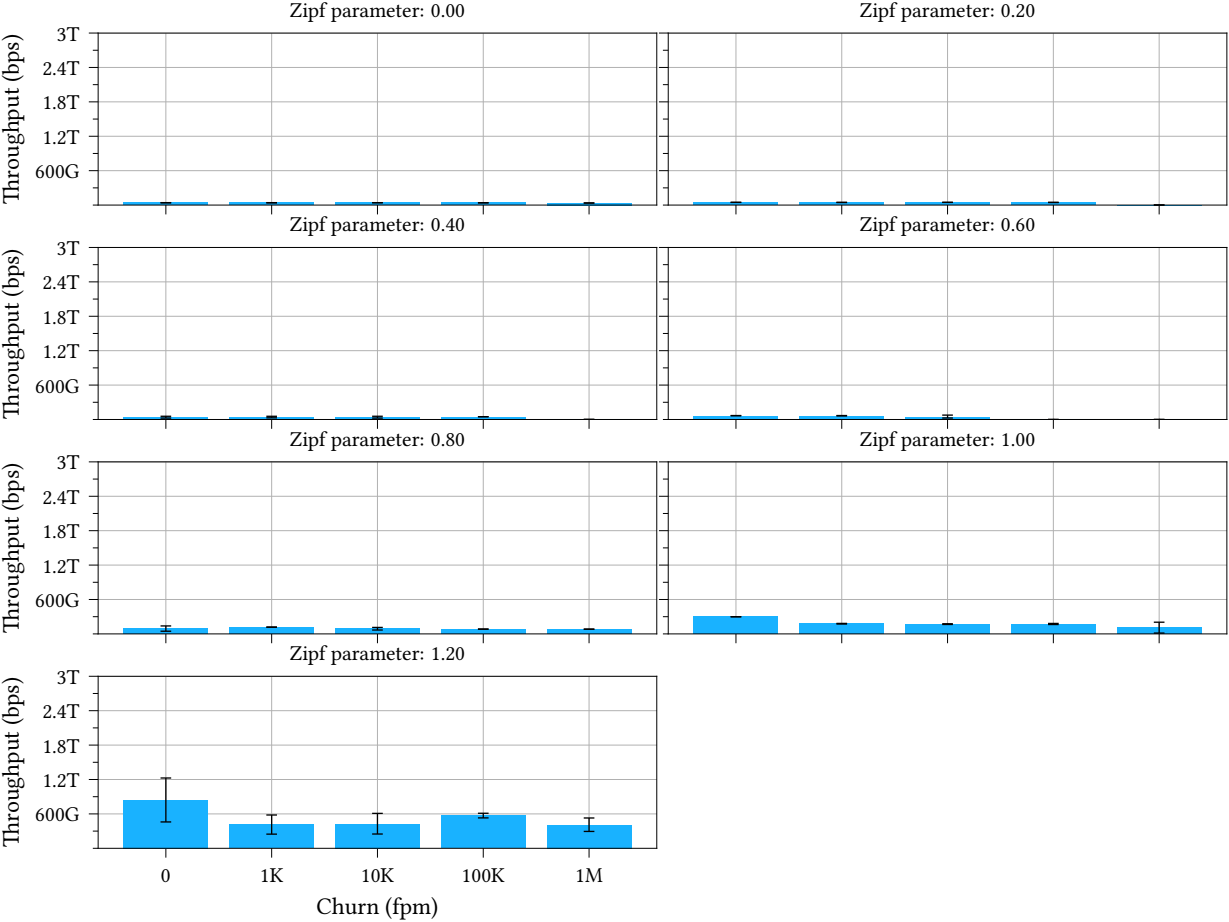 Zipf parameter: 0.00
Zipf parameter: 0.20
Throughput (bps)
3T
2.4T
1.8T
1.2T
600G
Zipf parameter: 0.40
Zipf parameter: 0.60
Throughput (bps)
3T
2.4T
1.8T
1.2T
600G
Zipf parameter: 0.80
Zipf parameter: 1.00
Throughput (bps)
3T
2.4T
1.8T
1.2T
600G
Zipf parameter: 1.20
Throughput (bps)
3T
2.4T
1.8T
1.2T
600G
0 1K 10K 100K 1M
Churn (fpm)